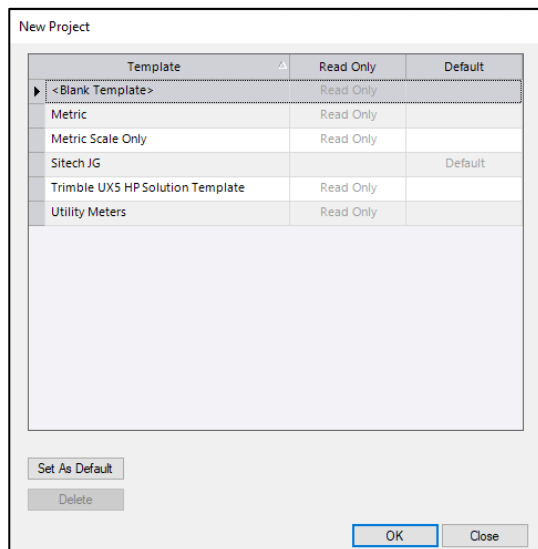 New Project
Template Read Only Default
<Blank Template> Read Only
Metric Read Only
Metric Scale Only Read Only
Sitech JG Default
Trimble UX5 HP Solution Template Read Only
Utility Meters Read Only
Set As Default
Delete
OK Close